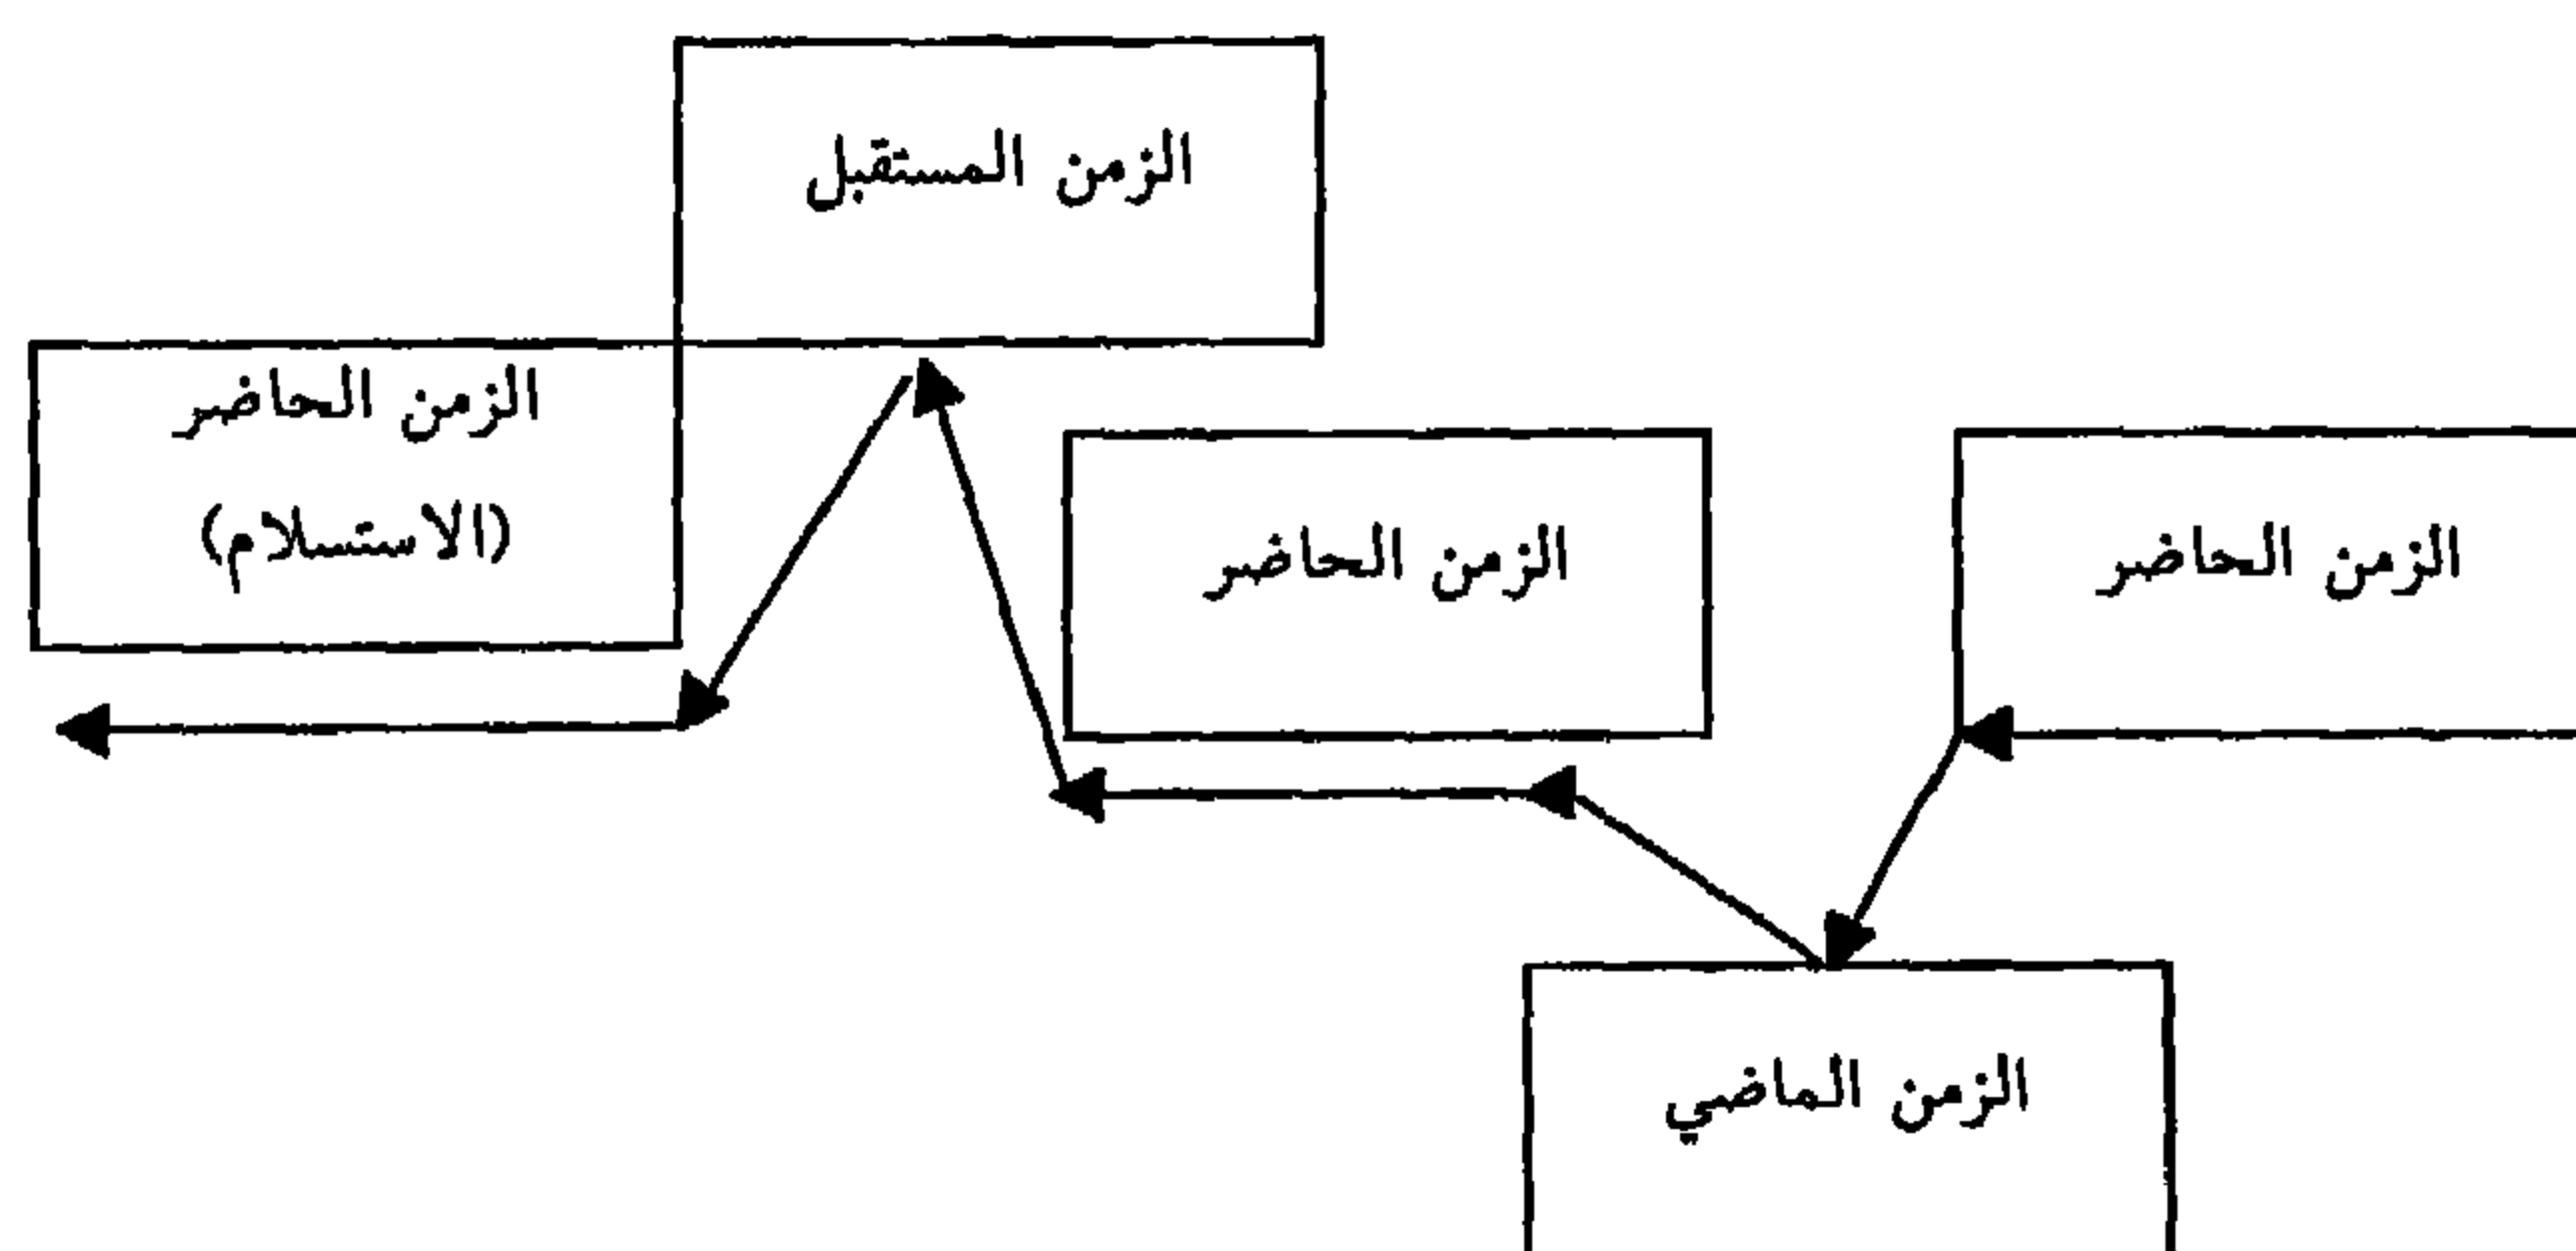 الزمن المستقبل
الزمن الحاضر
(الاستسلام)
الزمن الحاضر
الزمن الحاضر
الزمن الماضي